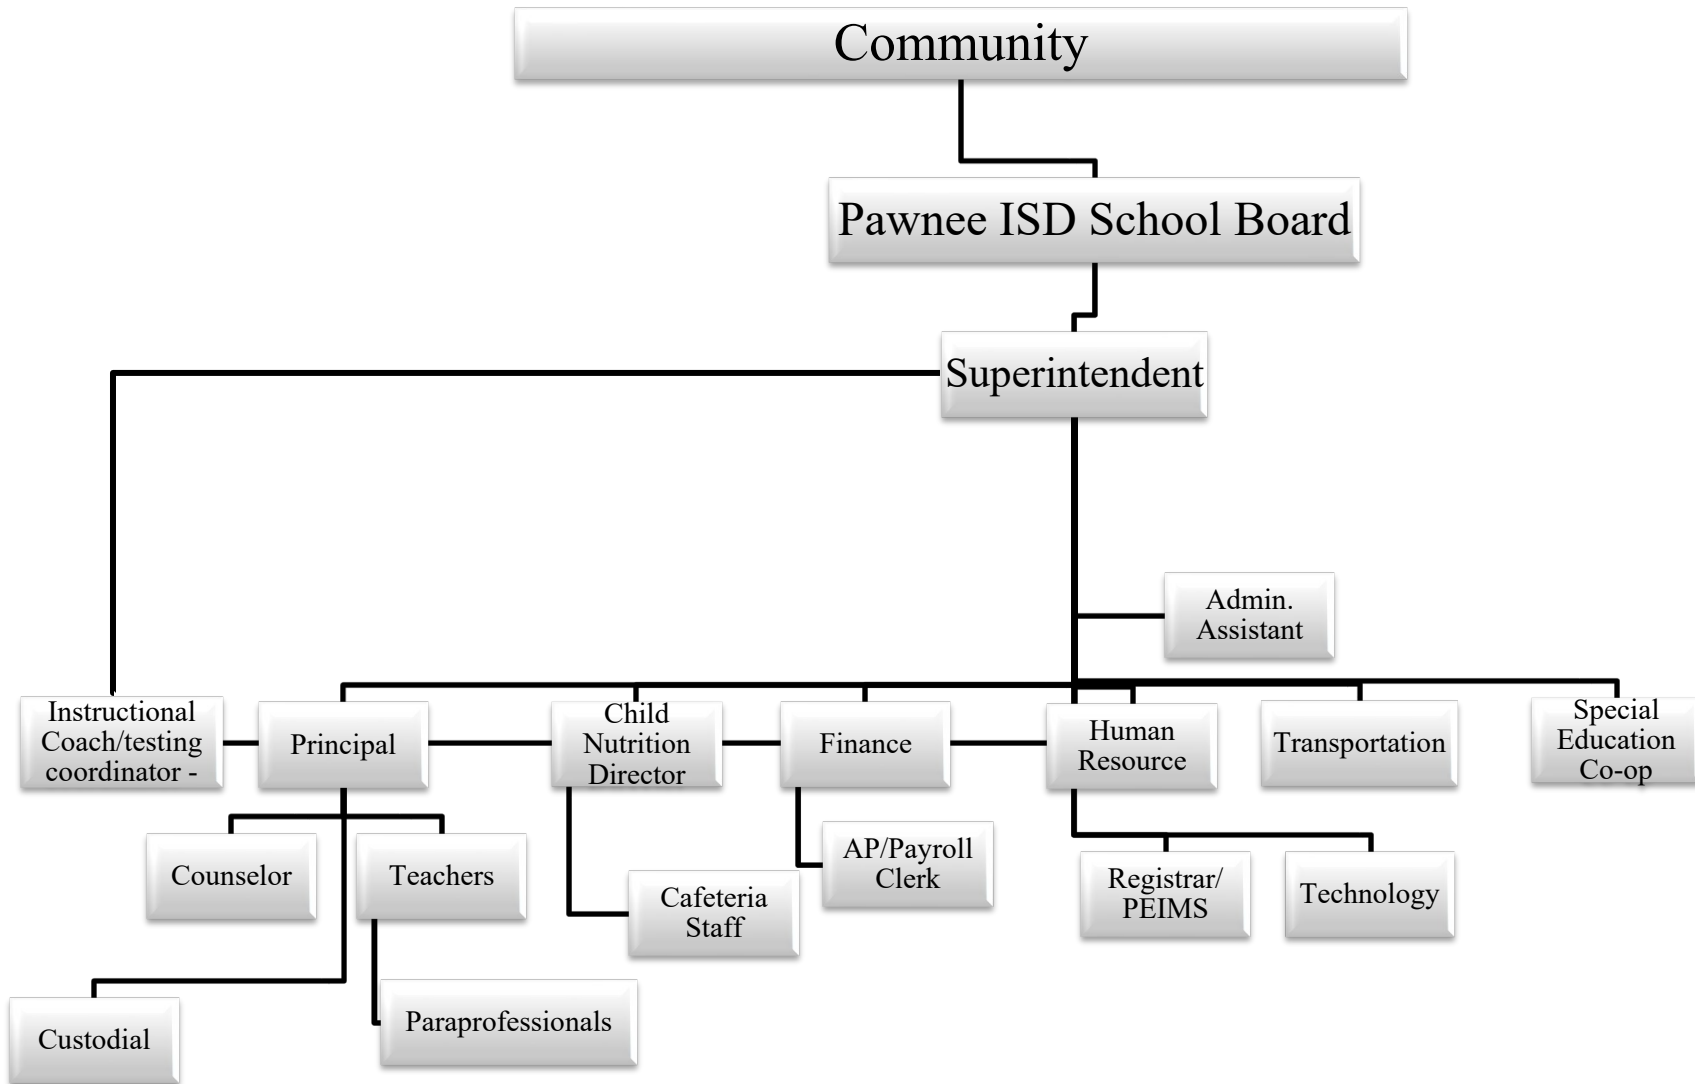 Community
Pawnee ISD School Board
Superintendent
Admin.
Assistant
Instructional
Coach/testing
coordinator -
Principal
Child
Nutrition
Director
Finance
Human
Resource
Transportation
Special
Education
Co-op
Counselor
Teachers
Cafeteria
Staff
AP/Payroll
Clerk
Registrar/
PEIMS
Technology
Custodial
Paraprofessionals